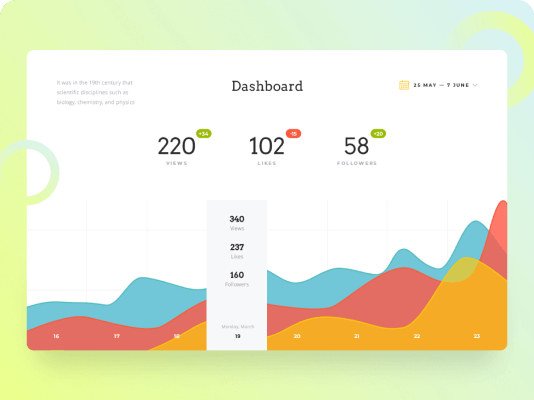 It was in the 19th century that
scientific disciplines such as
biology, chemistry, and physics
Dashboard
25 MAY — 7 JUNE
220 +34
VIEWS
102 -15
LIKES
58 +20
FOLLOWERS
340
Views
237
Likes
160
Followers
Monday, March
16 17 18 19 20 21 22 23